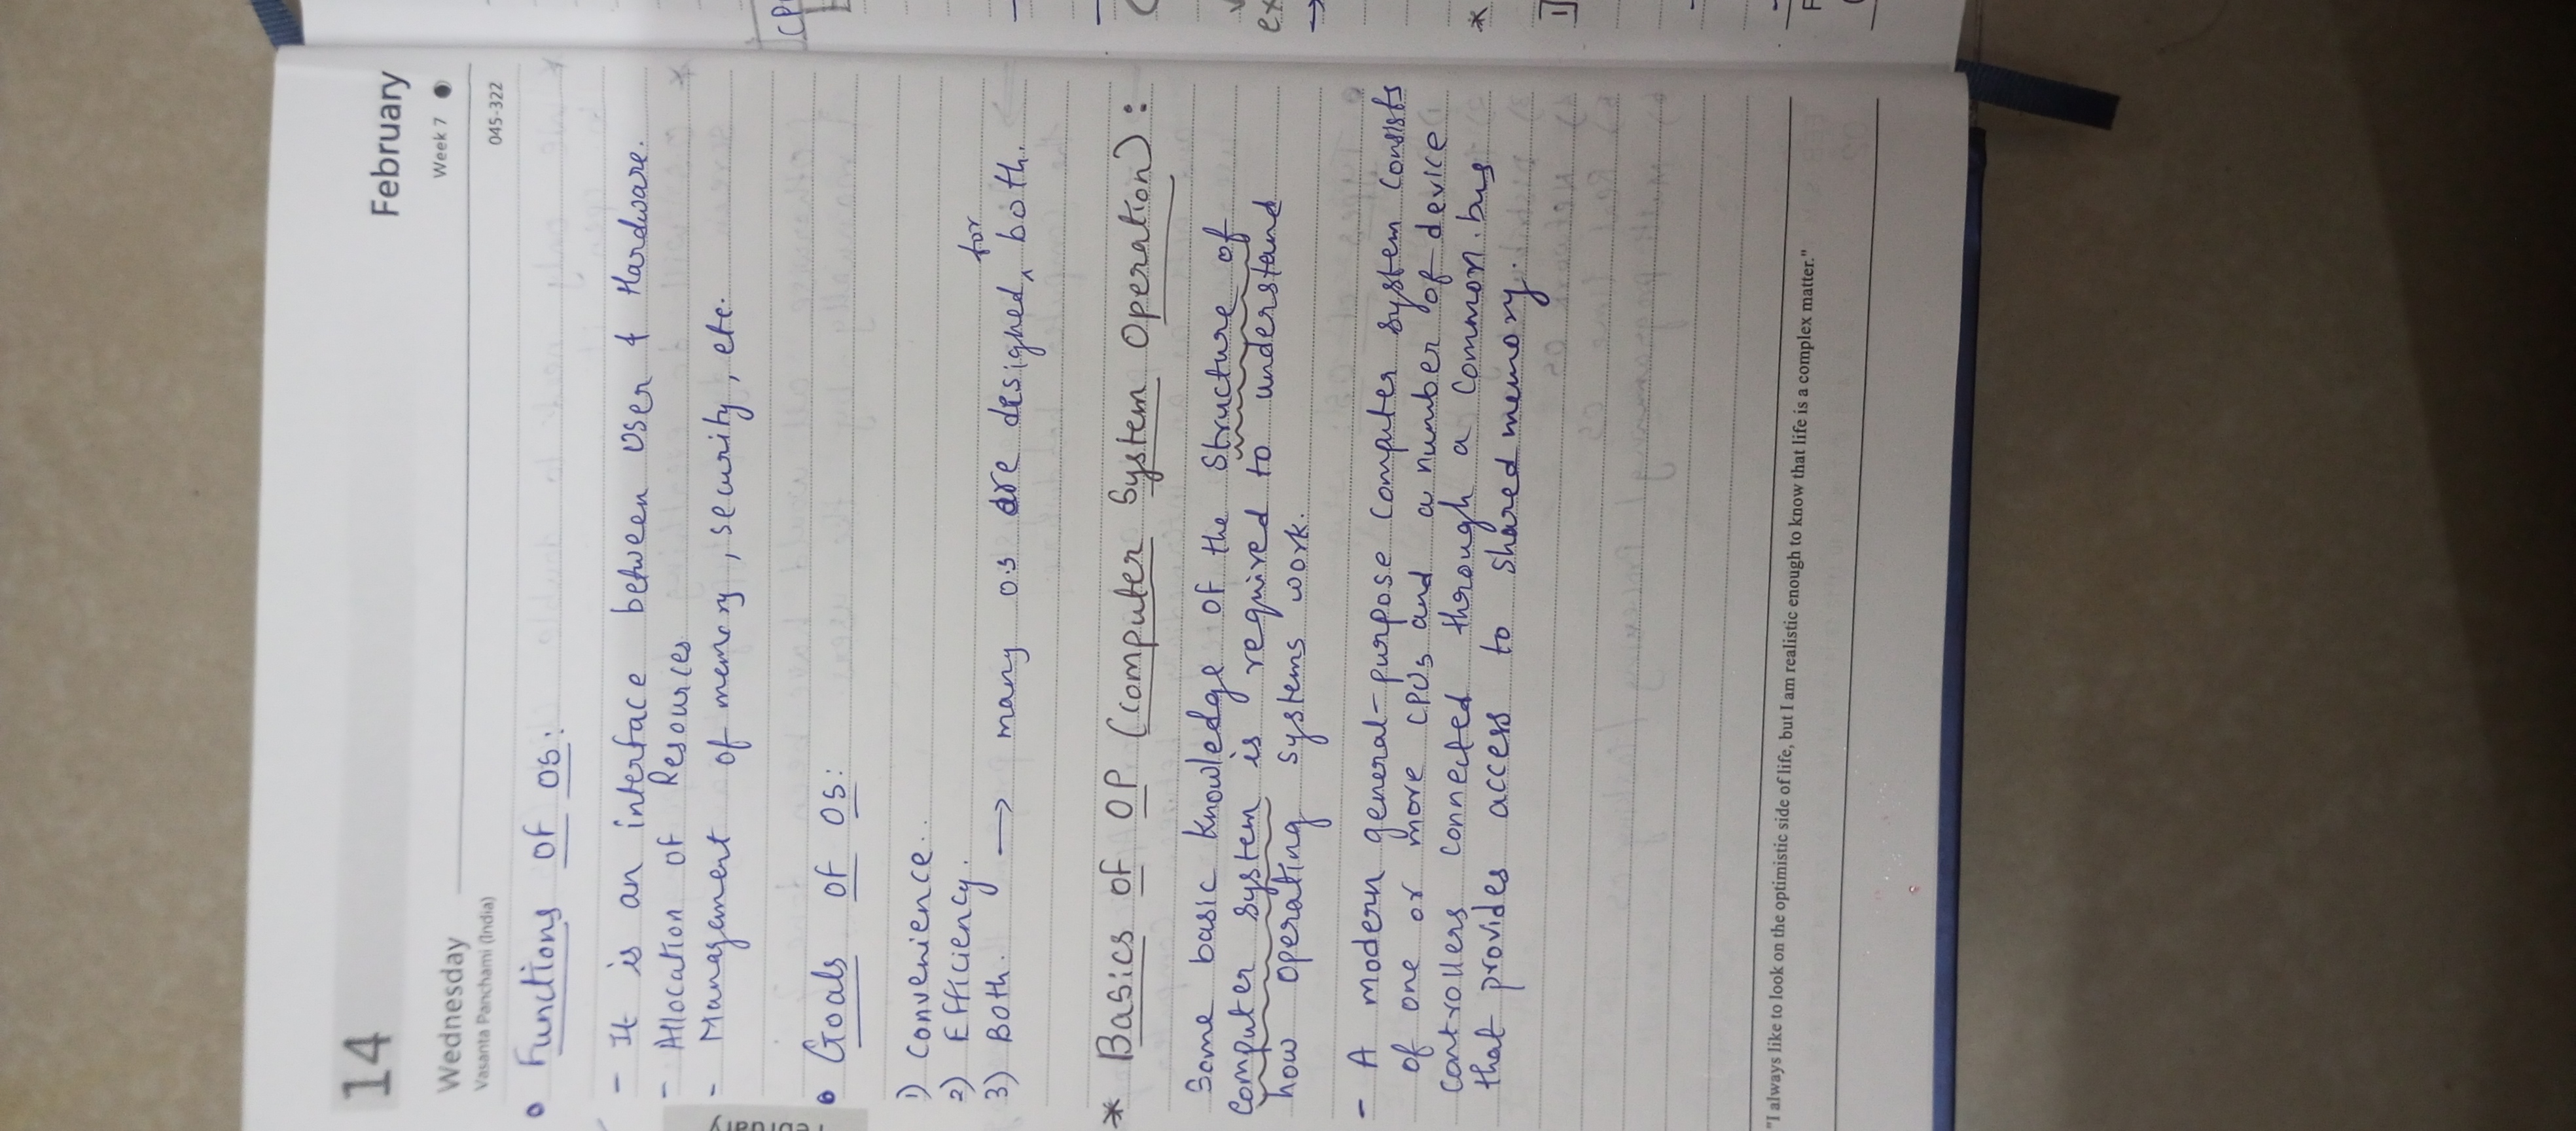 14
February
Wednesday
Week 7
Vasanta Panchami (India)
045-322
Functions of OS:
- It is an interface between User & Hardware.
- Allocation of Resources
- Management of memory, security, etc.
Goals of OS:
1) Convenience.
2) Efficiency.
3) Both. → many os are designed for both.
* Basics of OP (Computer System Operation):
Some basic knowledge of the structure of
Computer system is required to understand
how operating systems work.
- A modern general-purpose computer system consists
of one or more CPUs and a number of device
controllers connected through a common bus
that provides access to shared memory.
"I always like to look on the optimistic side of life, but I am realistic enough to know that life is a complex matter."